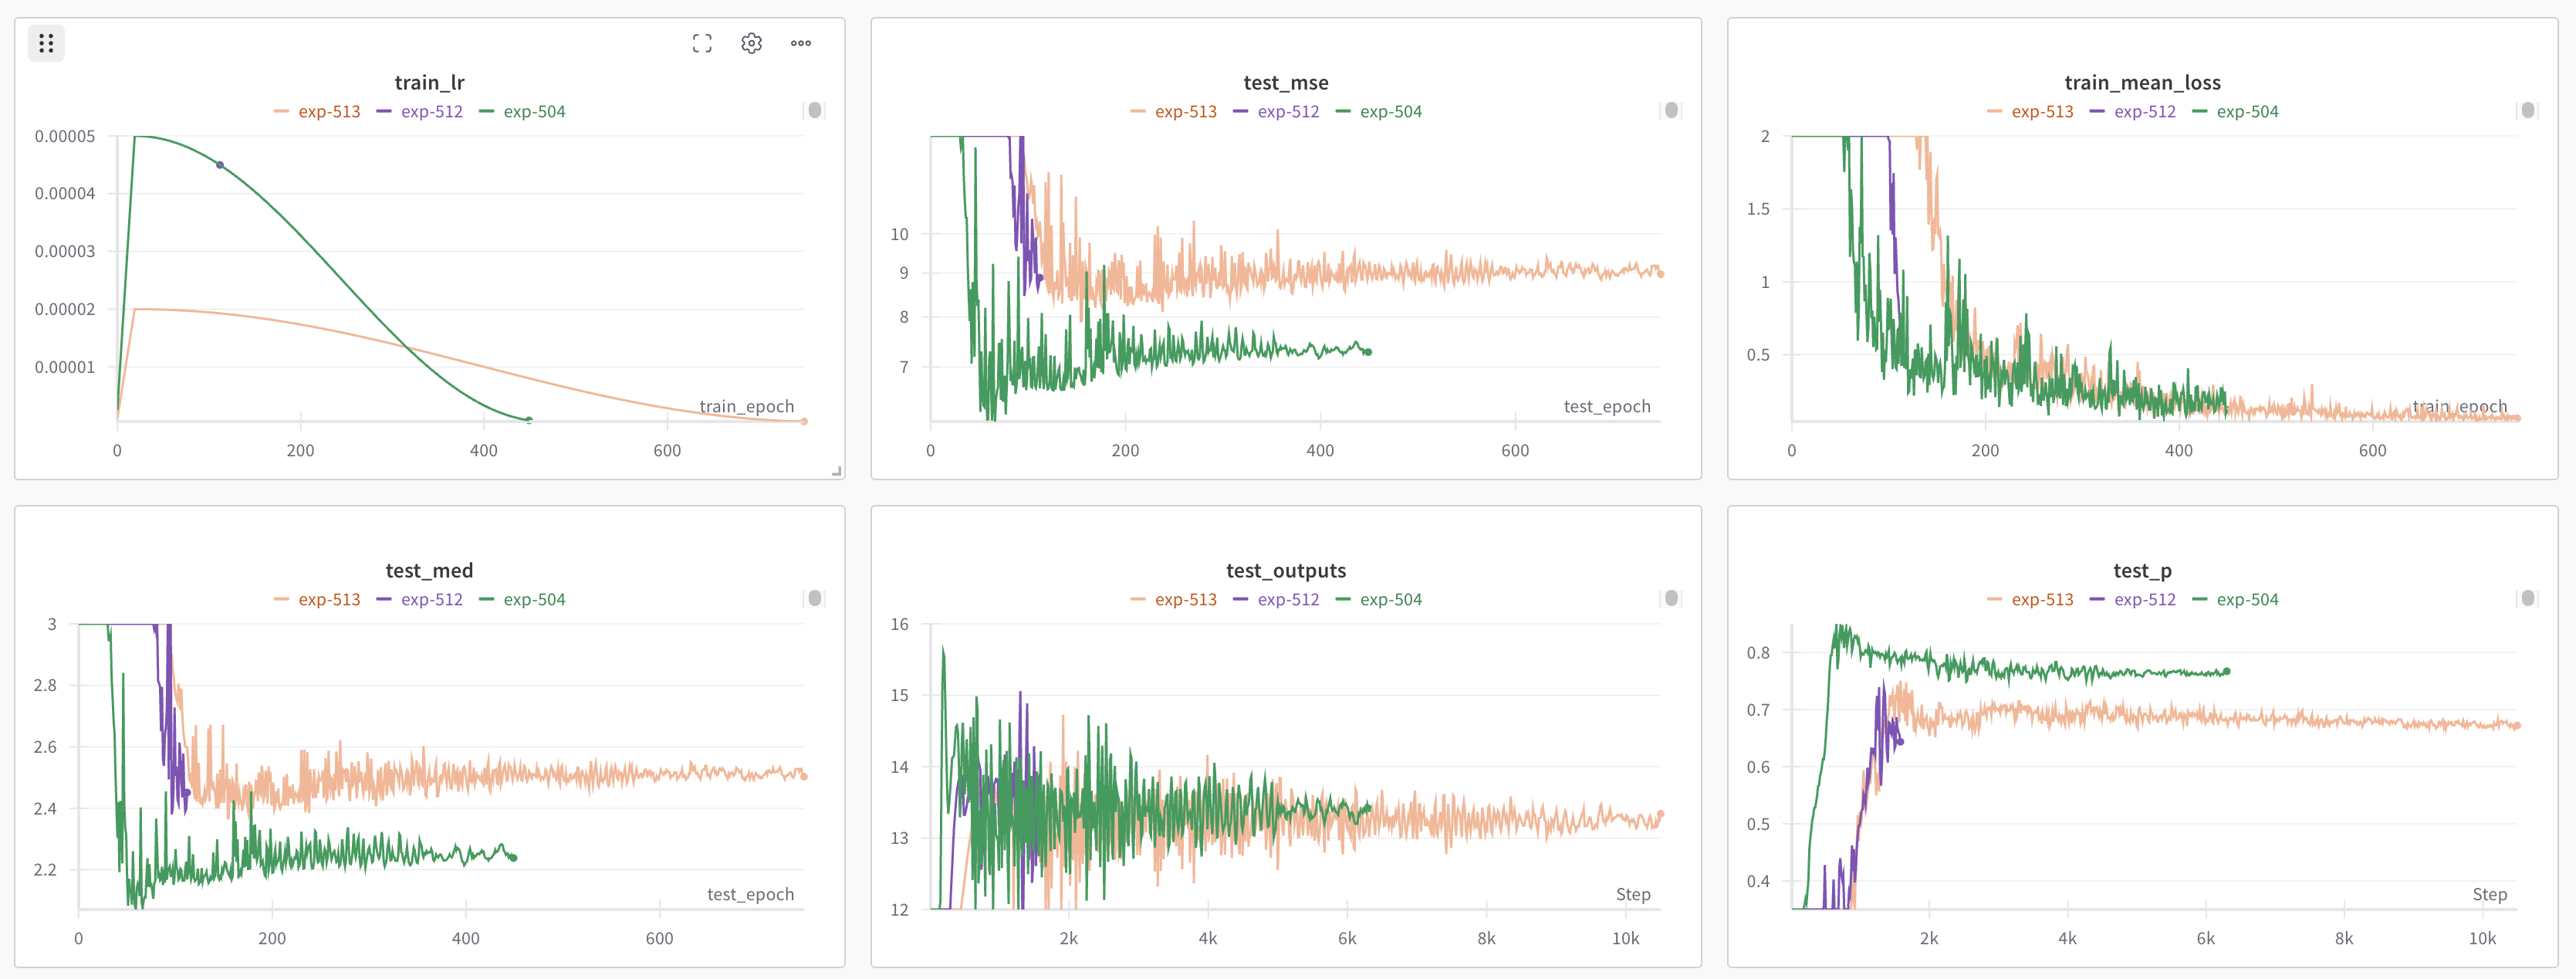 train_lr
exp-513 exp-512 exp-504
0.00005
0.00004
0.00003
0.00002
0.00001
train_epoch
0 200 400 600
test_mse
exp-513 exp-512 exp-504
10
9
8
7
test_epoch
0 200 400 600
train_mean_loss
exp-513 exp-512 exp-504
2
1.5
1
0.5
train_epoch
0 200 400 600
test_med
exp-513 exp-512 exp-504
3
2.8
2.6
2.4
2.2
test_epoch
0 200 400 600
test_outputs
exp-513 exp-512 exp-504
16
15
14
13
12
Step
2k 4k 6k 8k 10k
test_p
exp-513 exp-512 exp-504
0.8
0.7
0.6
0.5
0.4
Step
2k 4k 6k 8k 10k